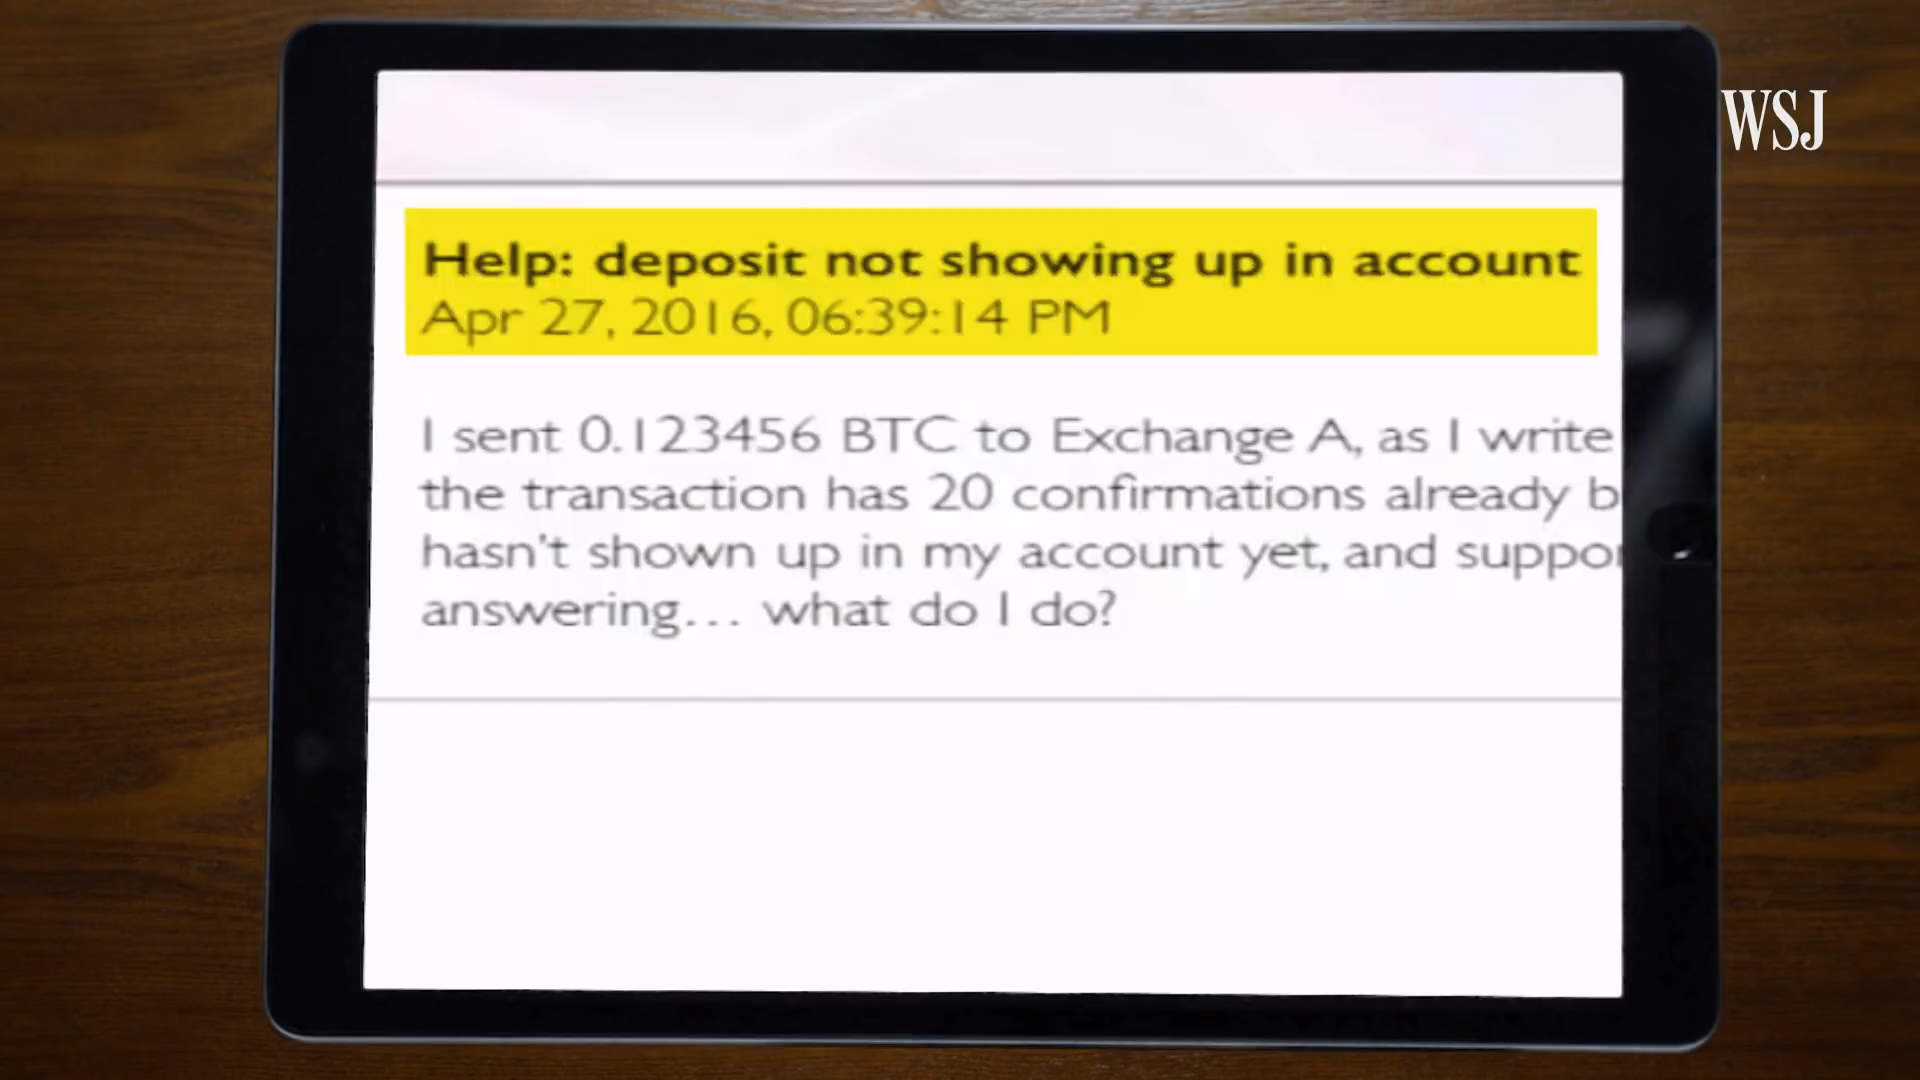 WSJ
Help: deposit not showing up in account
Apr 27, 2016, 06:39:14 PM
I sent 0.123456 BTC to Exchange A, as I write
the transaction has 20 confirmations already b
hasn't shown up in my account yet, and suppor
answering... what do I do?